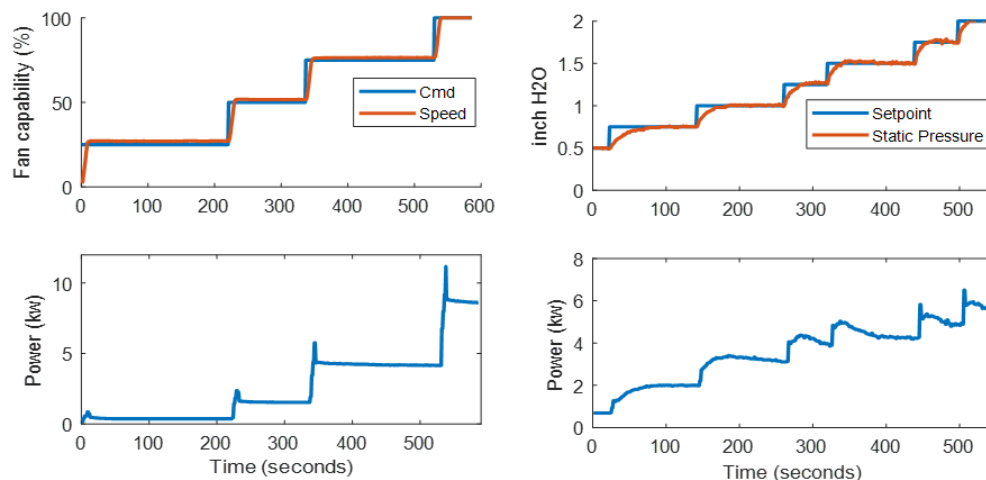 Fan capability (%)
100
50
0
Cmd
Speed
0 100 200 300 400 500 600
inch H2O
2
1.5
1
0.5
0
Setpoint
Static Pressure
0 100 200 300 400 500
Power (kw)
10
5
0
0 100 200 300 400 500
Time (seconds)
Power (kw)
8
6
4
2
0
0 100 200 300 400 500
Time (seconds)